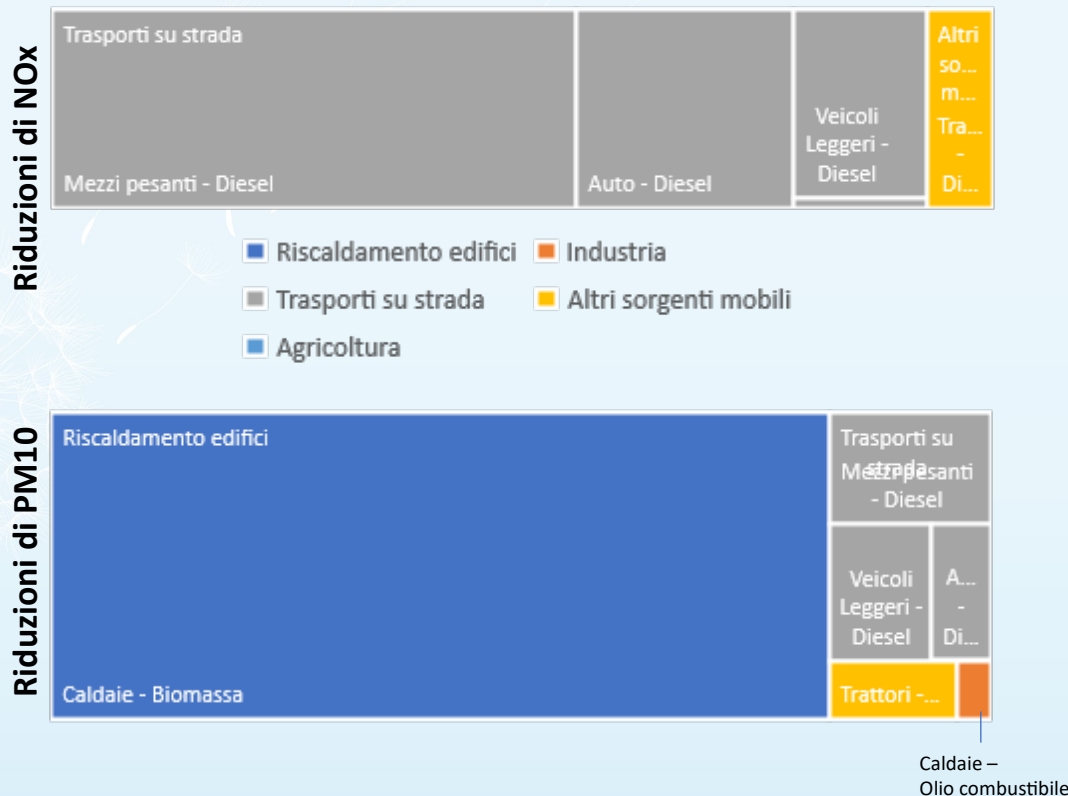 Riduzioni di NOx
Trasporti su strada
Mezzi pesanti - Diesel
Auto - Diesel
Veicoli
Leggeri -
Diesel
Altri
so...
m...
Tra...
-
Di...
Riscaldamento edifici
Industria
Trasporti su strada
Altri sorgenti mobili
Agricoltura
Riduzioni di PM10
Riscaldamento edifici
Caldaie - Biomassa
Trasporti su
strada
Mezzi pesanti
- Diesel
Veicoli
Leggeri -
Diesel
A...
-
Di...
Trattori -...
Caldaie –
Olio combustibile